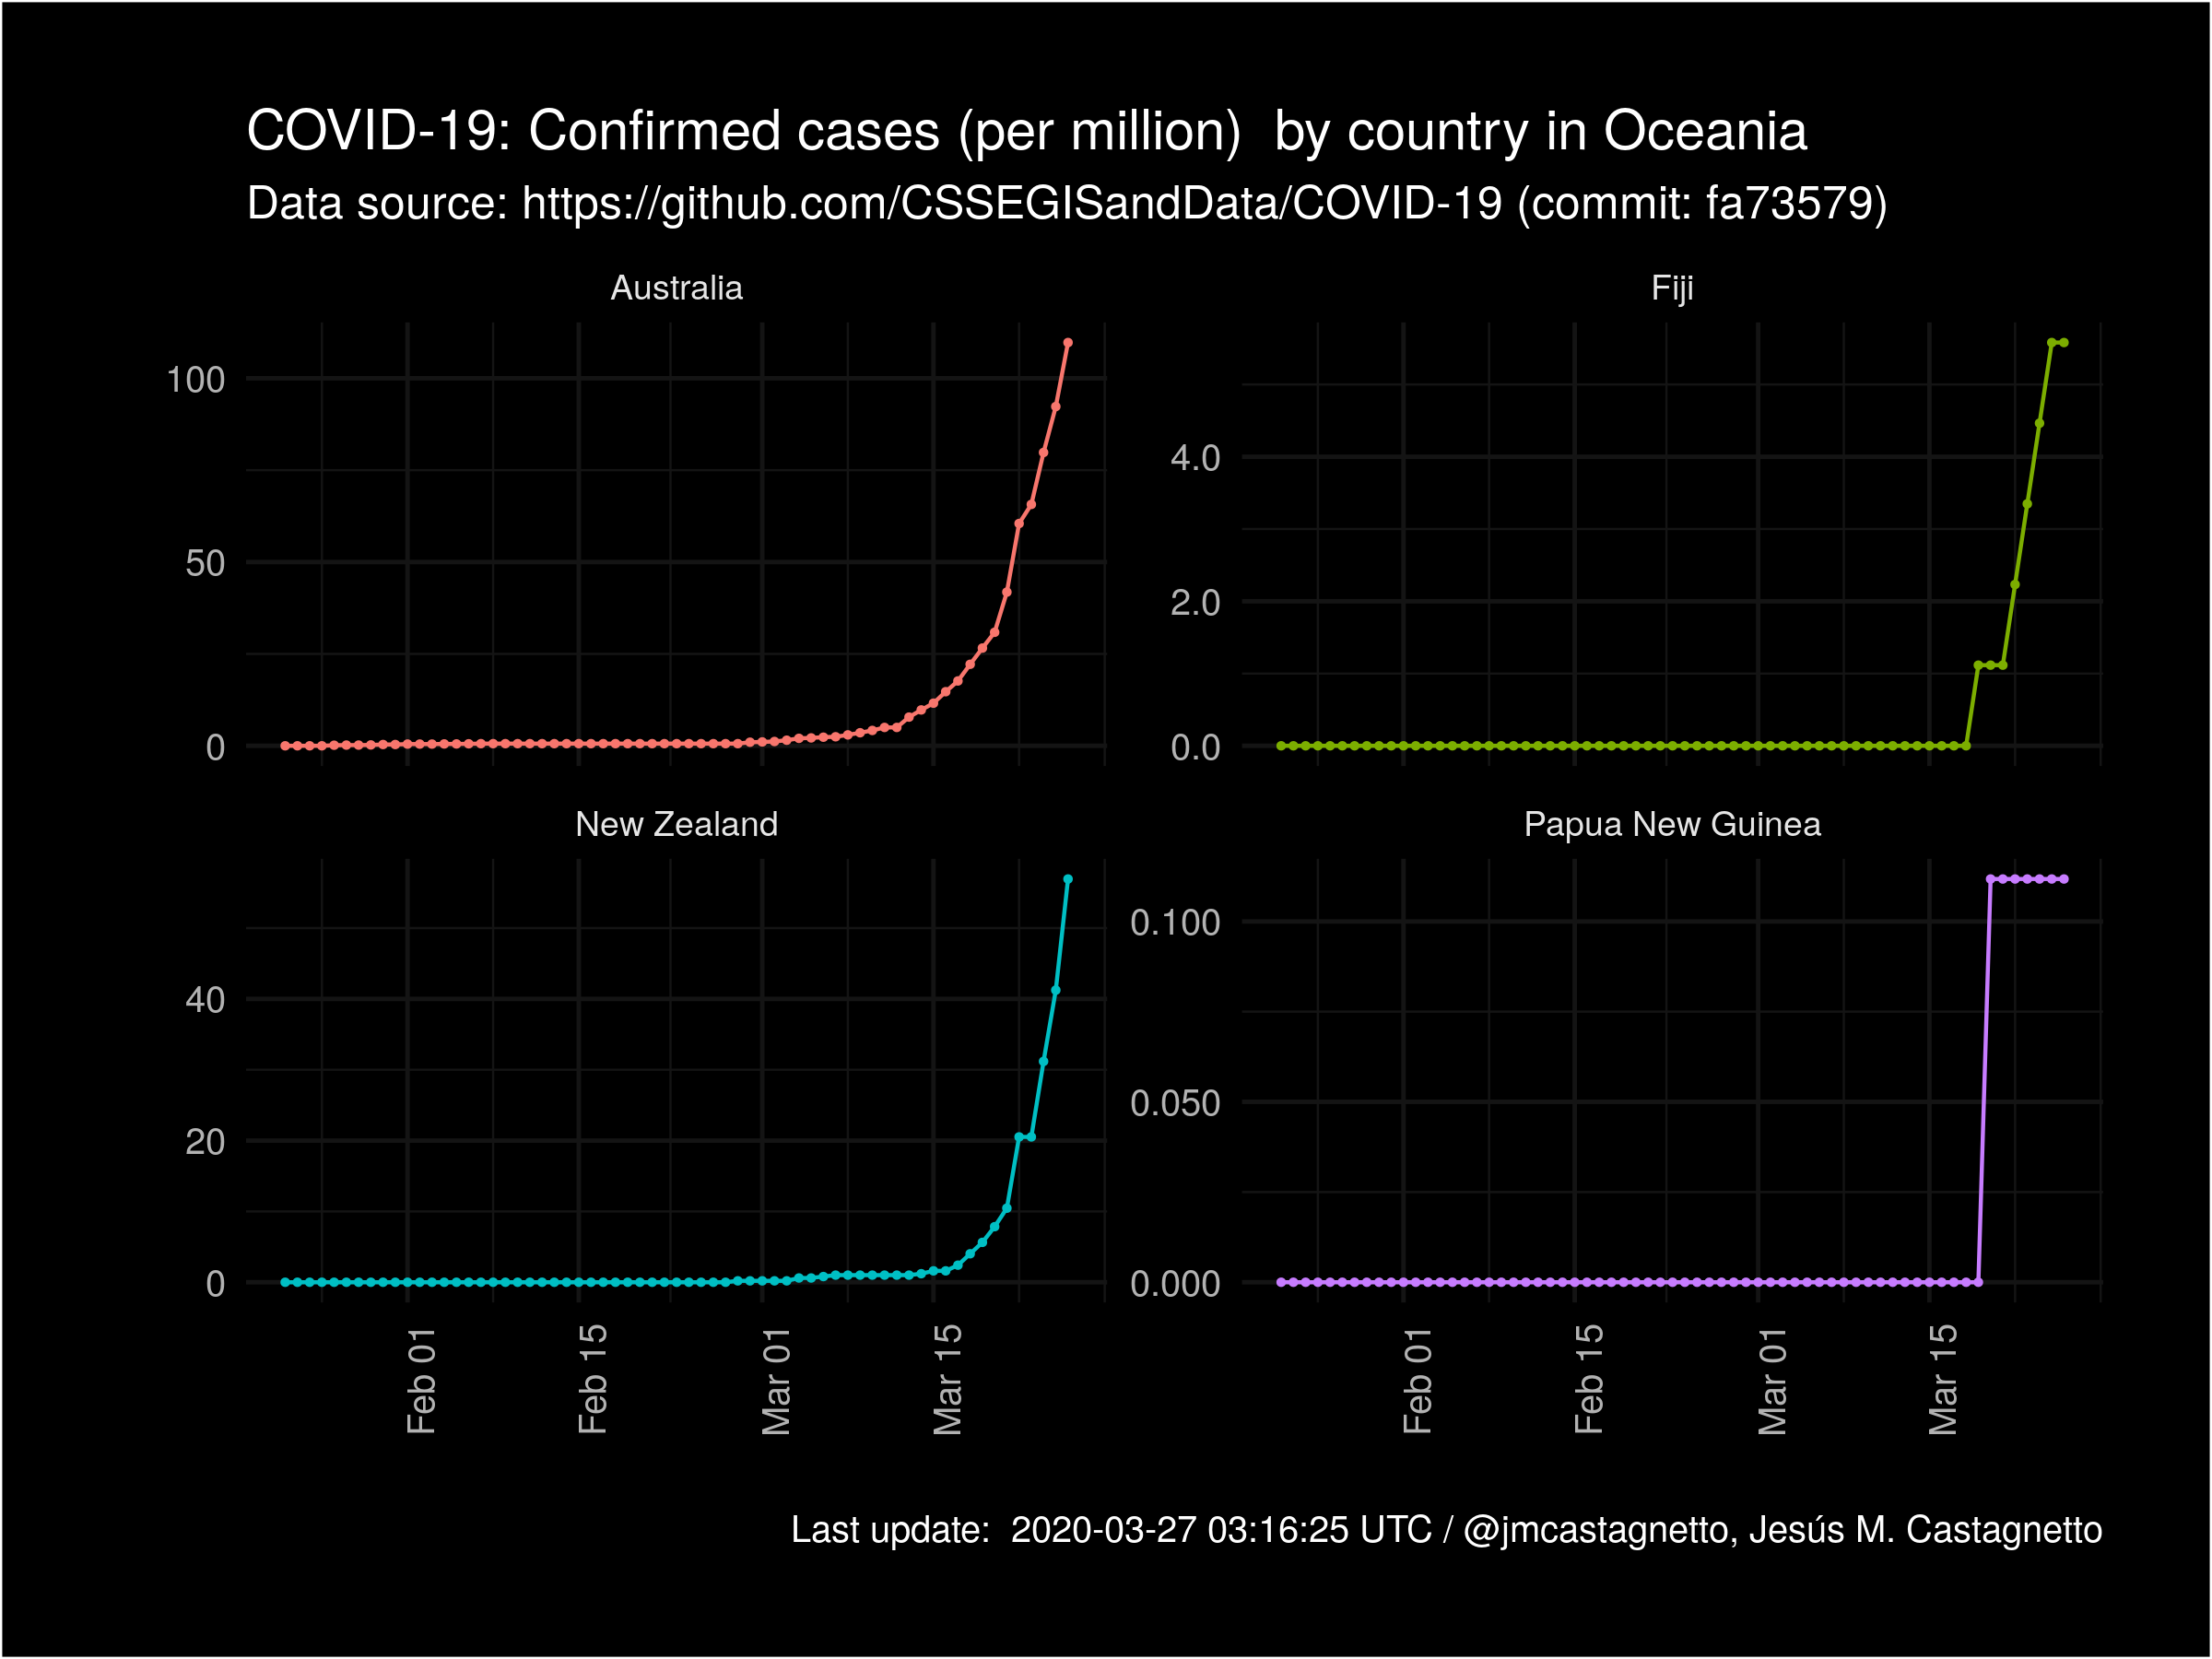 COVID-19: Confirmed cases (per million)  by country in Oceania
Data source: https://github.com/CSSEGISandData/COVID-19 (commit: fa73579)
Australia
100
50
0
Fiji
4.0
2.0
0.0
New Zealand
40
20
0
Papua New Guinea
0.100
0.050
0.000
Feb 01
Feb 15
Mar 01
Mar 15
Feb 01
Feb 15
Mar 01
Mar 15
Last update:  2020-03-27 03:16:25 UTC / @jmcastagnetto, Jesús M. Castagnetto